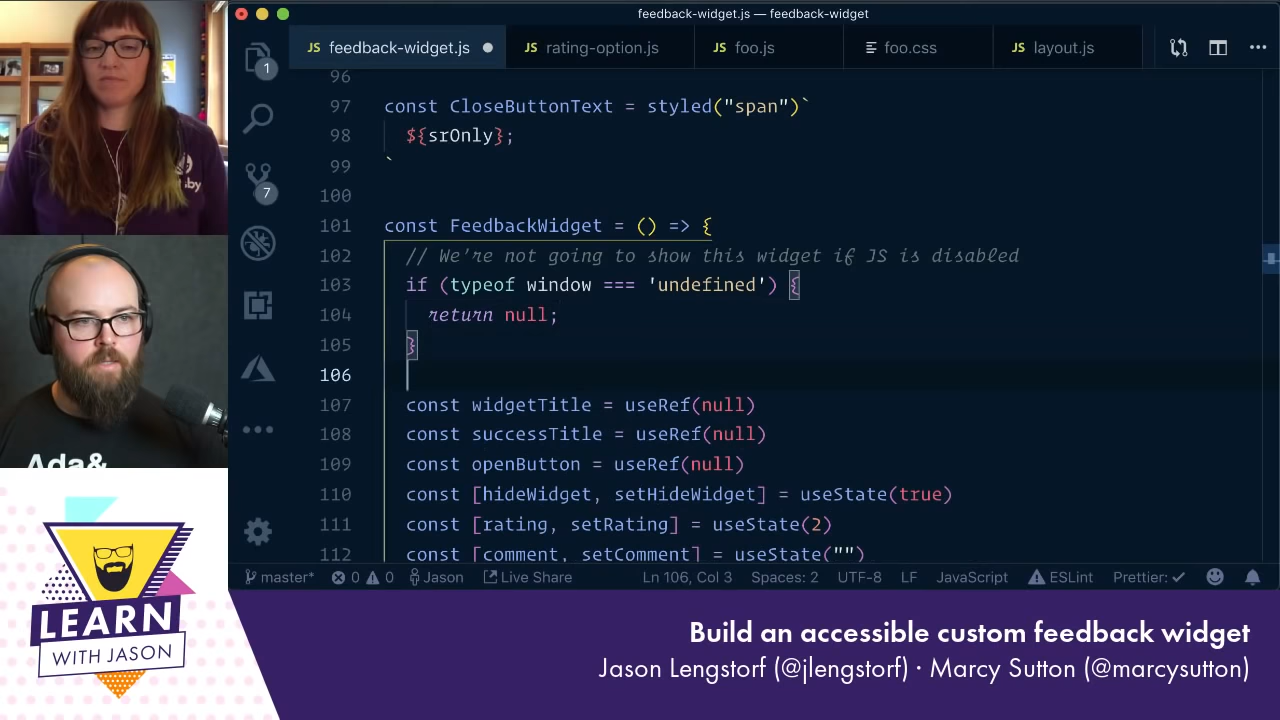 feedback-widget.js — feedback-widget
JS feedback-widget.js
JS rating-option.js
JS foo.js
foo.css
JS layout.js
1
7
96
97 const CloseButtonText = styled("span")`
98 ${srOnly};
99 `
100
101 const FeedbackWidget = () => {
102 // We're not going to show this widget if JS is disabled
103 if (typeof window === 'undefined') {
104 return null;
105 }
106
107 const widgetTitle = useRef(null)
108 const successTitle = useRef(null)
109 const openButton = useRef(null)
110 const [hideWidget, setHideWidget] = useState(true)
111 const [rating, setRating] = useState(2)
112 const [comment, setComment] = useState("")
master* 0 0 Jason Live Share Ln 106, Col 3 Spaces: 2 UTF-8 LF JavaScript ESLint Prettier:
Ada&
LEARN
WITH JASON
Build an accessible custom feedback widget
Jason Lengstorf (@jlengstorf) · Marcy Sutton (@marcysutton)